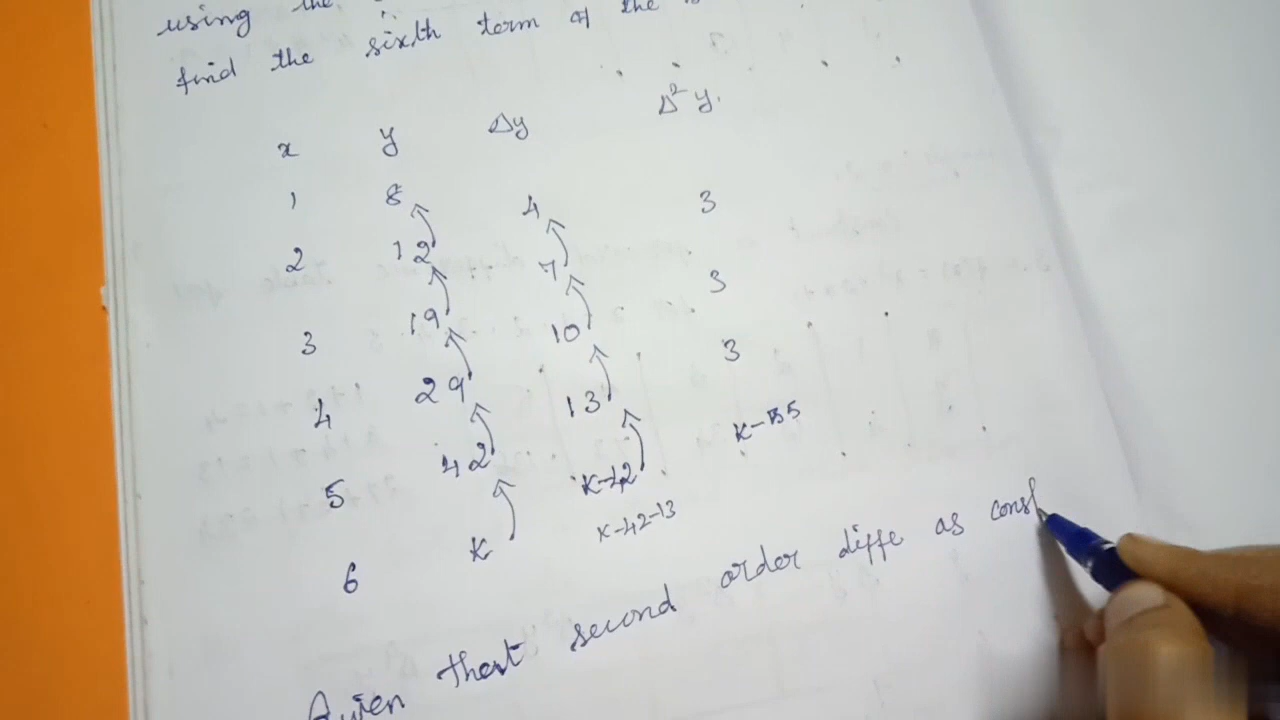 using the
find the sixth term of the
x y Δy Δ²y.
1 8 4 3
2 12 7 3
3 19 10 3
4 29 13 K-55
5 42 K-42
K-42-13
6 K
Given that second order diffe as const